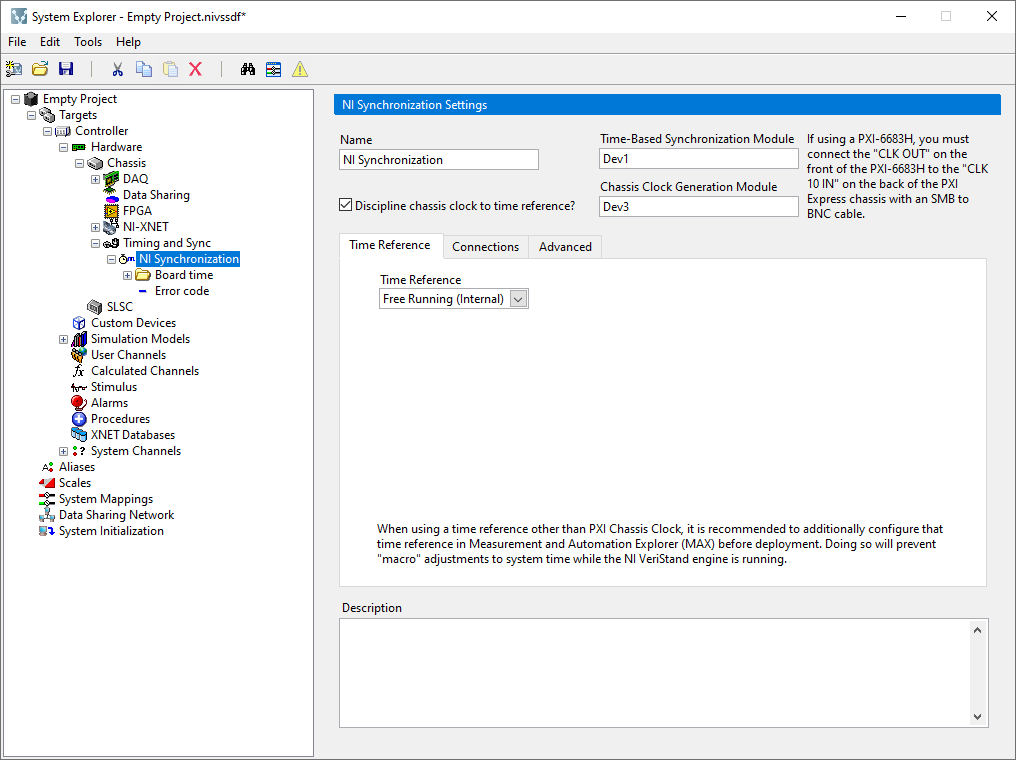 System Explorer - Empty Project.nivssdf*
File Edit Tools Help
Empty Project
Targets
Controller
Hardware
Chassis
DAQ
Data Sharing
FPGA
NI-XNET
Timing and Sync
NI Synchronization
Board time
Error code
SLSC
Custom Devices
Simulation Models
User Channels
Calculated Channels
Stimulus
Alarms
Procedures
XNET Databases
System Channels
Aliases
Scales
System Mappings
Data Sharing Network
System Initialization
NI Synchronization Settings
Name
NI Synchronization
Discipline chassis clock to time reference?
Time-Based Synchronization Module
Dev1
Chassis Clock Generation Module
Dev3
If using a PXI-6683H, you must
connect the "CLK OUT" on the
front of the PXI-6683H to the "CLK
10 IN" on the back of the PXI
Express chassis with an SMB to
BNC cable.
Time Reference Connections Advanced
Time Reference
Free Running (Internal)
When using a time reference other than PXI Chassis Clock, it is recommended to additionally configure that
time reference in Measurement and Automation Explorer (MAX) before deployment. Doing so will prevent
"macro" adjustments to system time while the NI VeriStand engine is running.
Description